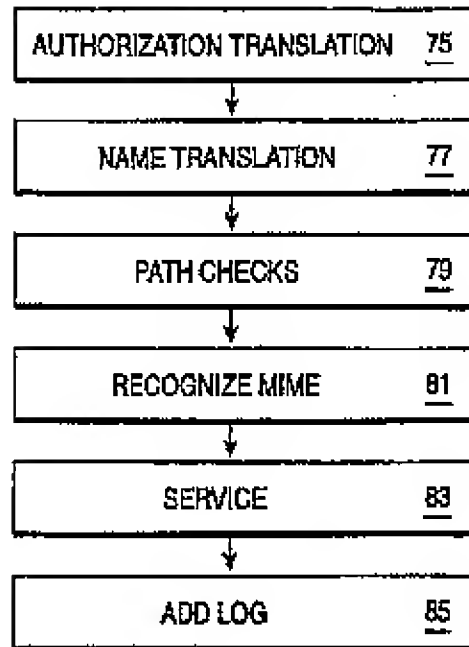 AUTHORIZATION TRANSLATION 75
NAME TRANSLATION 77
PATH CHECKS 79
RECOGNIZE MIME 81
SERVICE 83
ADD LOG 85